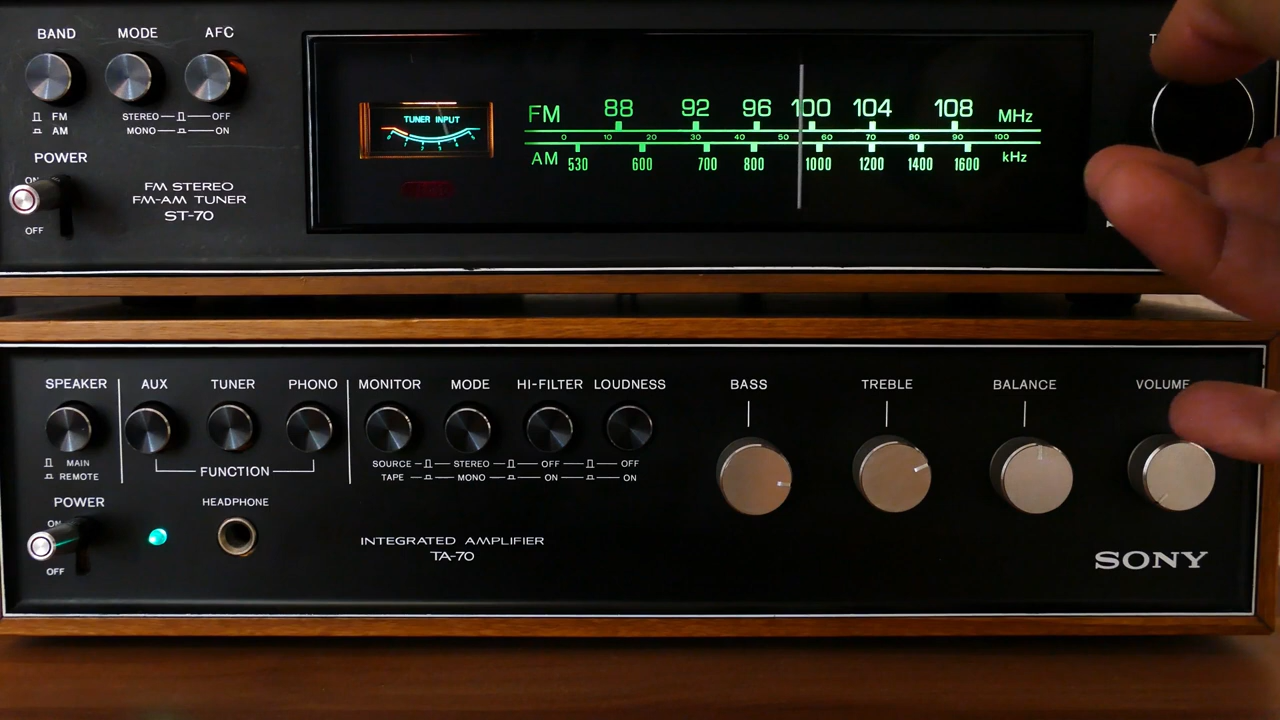 BAND MODE AFC
FM STEREO OFF
AM MONO ON
POWER
ON
OFF
FM STEREO
FM-AM TUNER
ST-70
TUNER INPUT
FM 88 92 96 100 104 108 MHz
0 10 20 30 40 50 60 70 80 90 100
AM 530 600 700 800 1000 1200 1400 1600 kHz
SPEAKER AUX TUNER PHONO MONITOR MODE HI-FILTER LOUDNESS BASS TREBLE BALANCE VOLUME
MAIN SOURCE STEREO OFF OFF
REMOTE FUNCTION TAPE MONO ON ON
POWER HEADPHONE
ON
OFF
INTEGRATED AMPLIFIER
TA-70
SONY